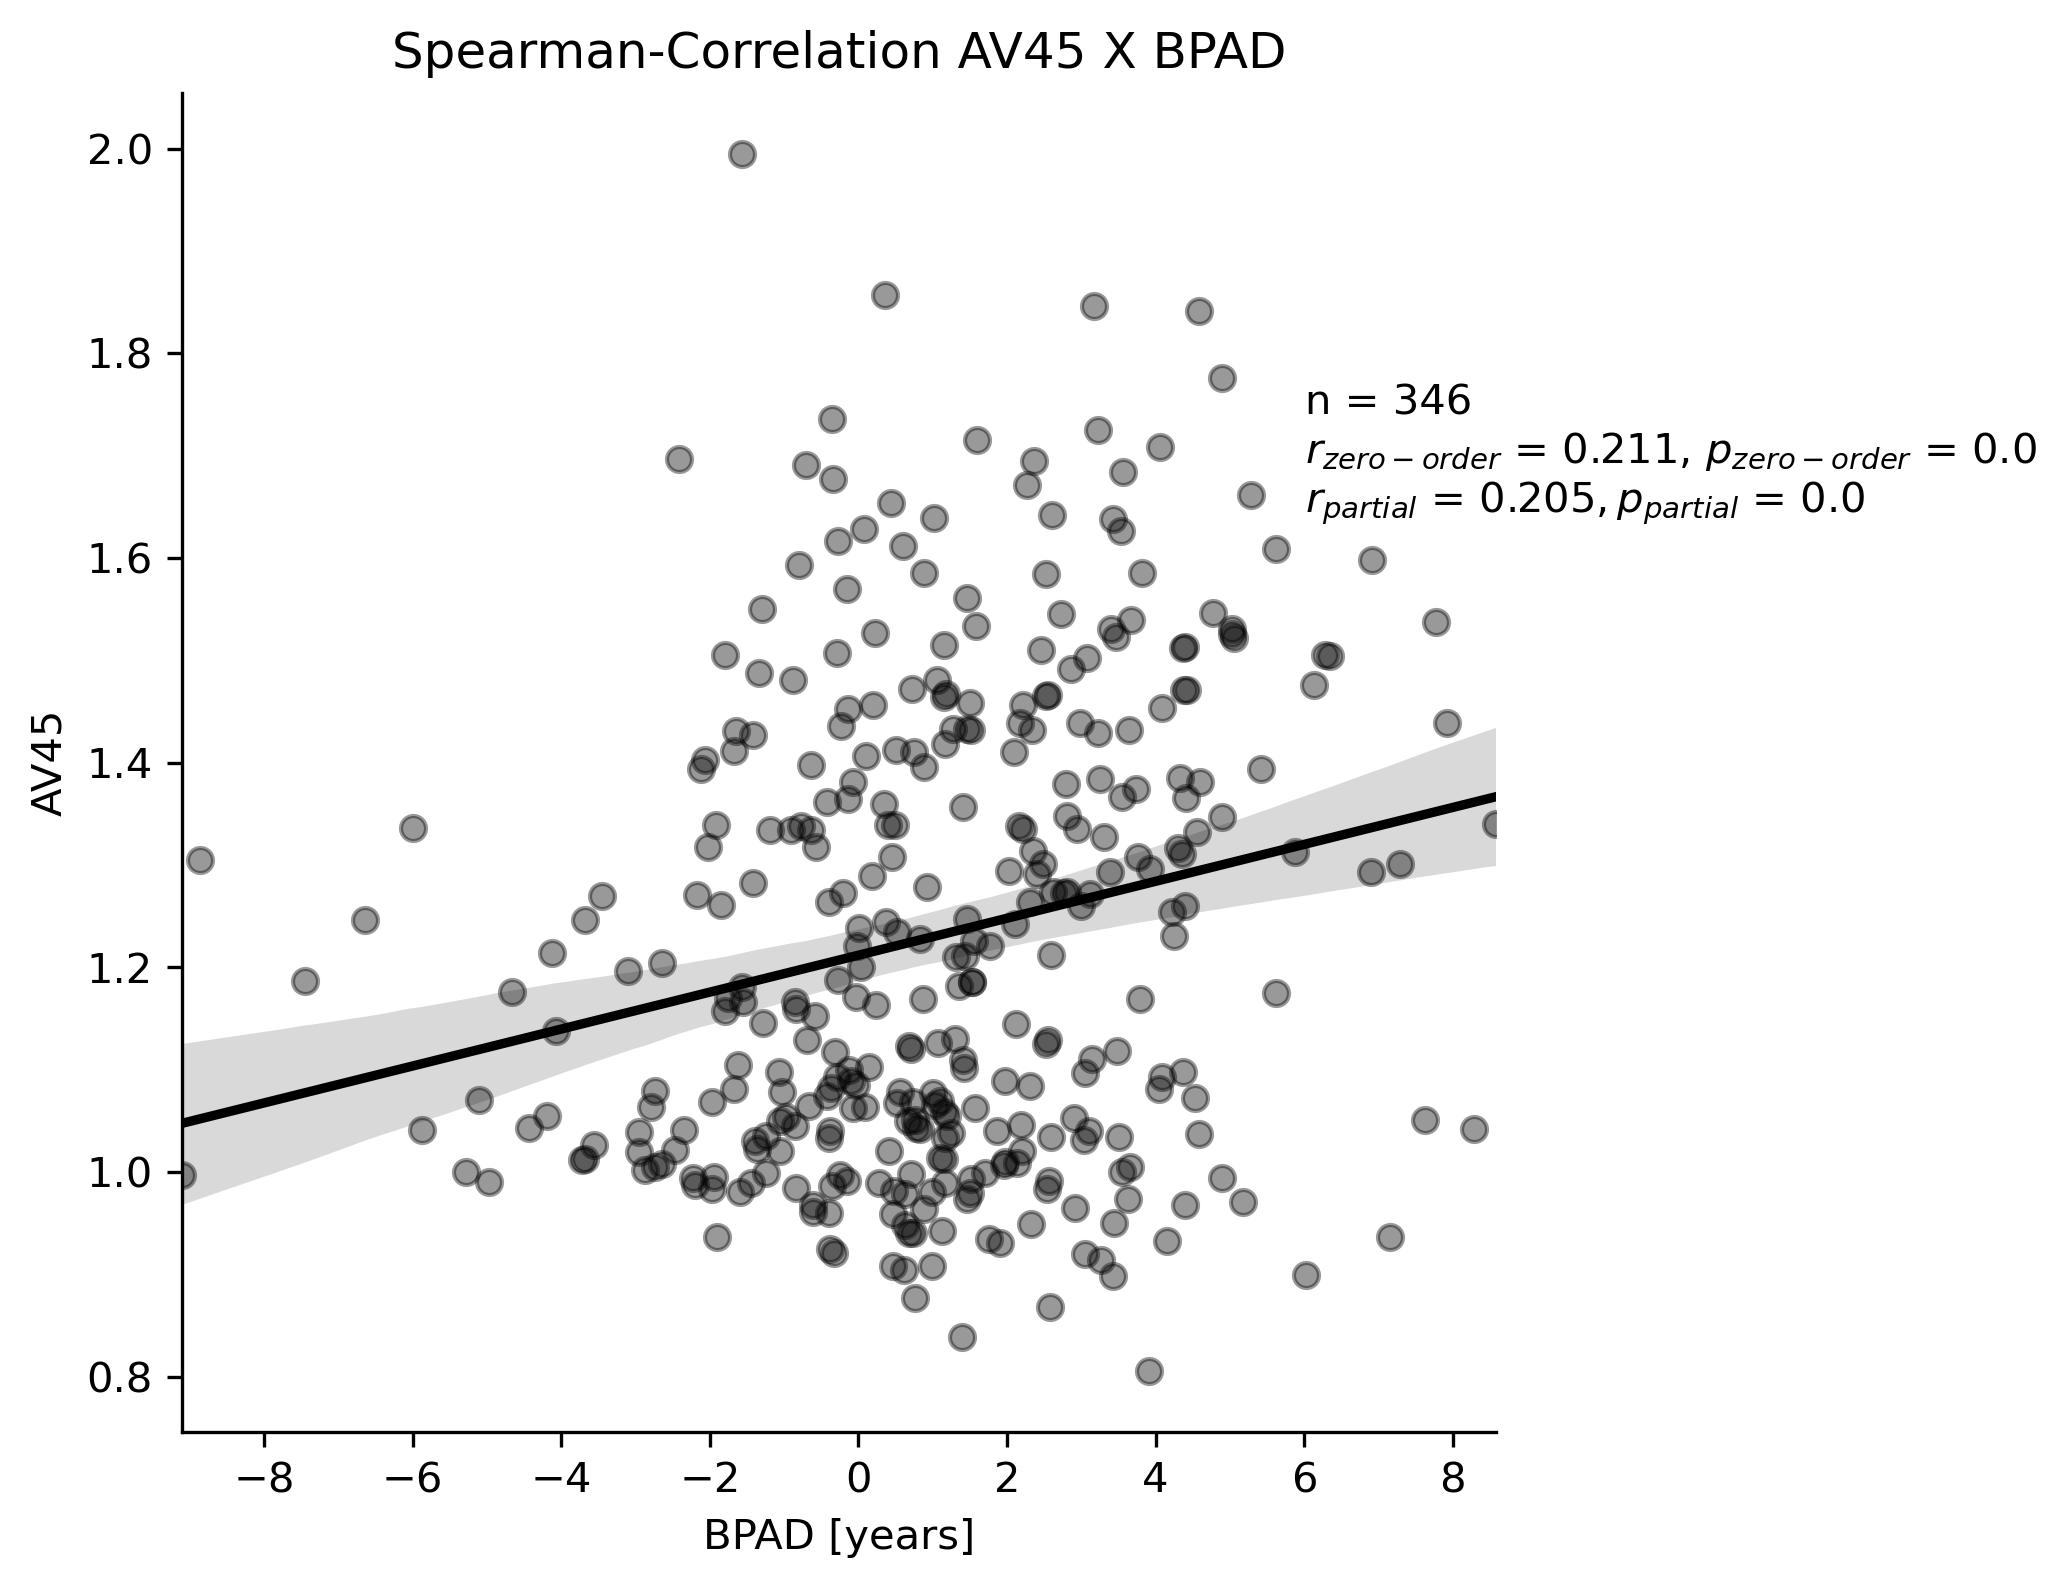 Spearman-Correlation AV45 X BPAD
2.0
1.8
1.6
1.4
1.2
1.0
0.8
AV45
n = 346
r_zero−order = 0.211, p_zero−order = 0.0
r_partial = 0.205, p_partial = 0.0
−8 −6 −4 −2 0 2 4 6 8
BPAD [years]